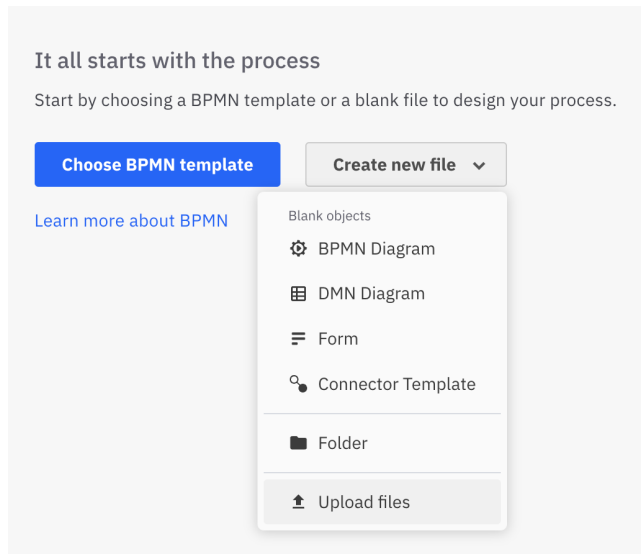 It all starts with the process
Start by choosing a BPMN template or a blank file to design your process.
Choose BPMN template
Create new file
Learn more about BPMN
Blank objects
BPMN Diagram
DMN Diagram
Form
Connector Template
Folder
Upload files